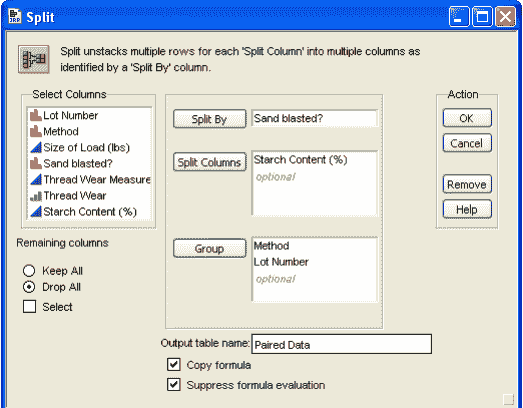 Split
Split unstacks multiple rows for each 'Split Column' into multiple columns as
identified by a 'Split By' column.
Select Columns
Lot Number
Method
Size of Load (lbs)
Sand blasted?
Thread Wear Measure
Thread Wear
Starch Content (%)
Split By
Sand blasted?
Split Columns
Starch Content (%)
optional
Group
Method
Lot Number
optional
Action
OK
Cancel
Remove
Help
Remaining columns
Keep All
Drop All
Select
Output table name:
Paired Data
Copy formula
Suppress formula evaluation